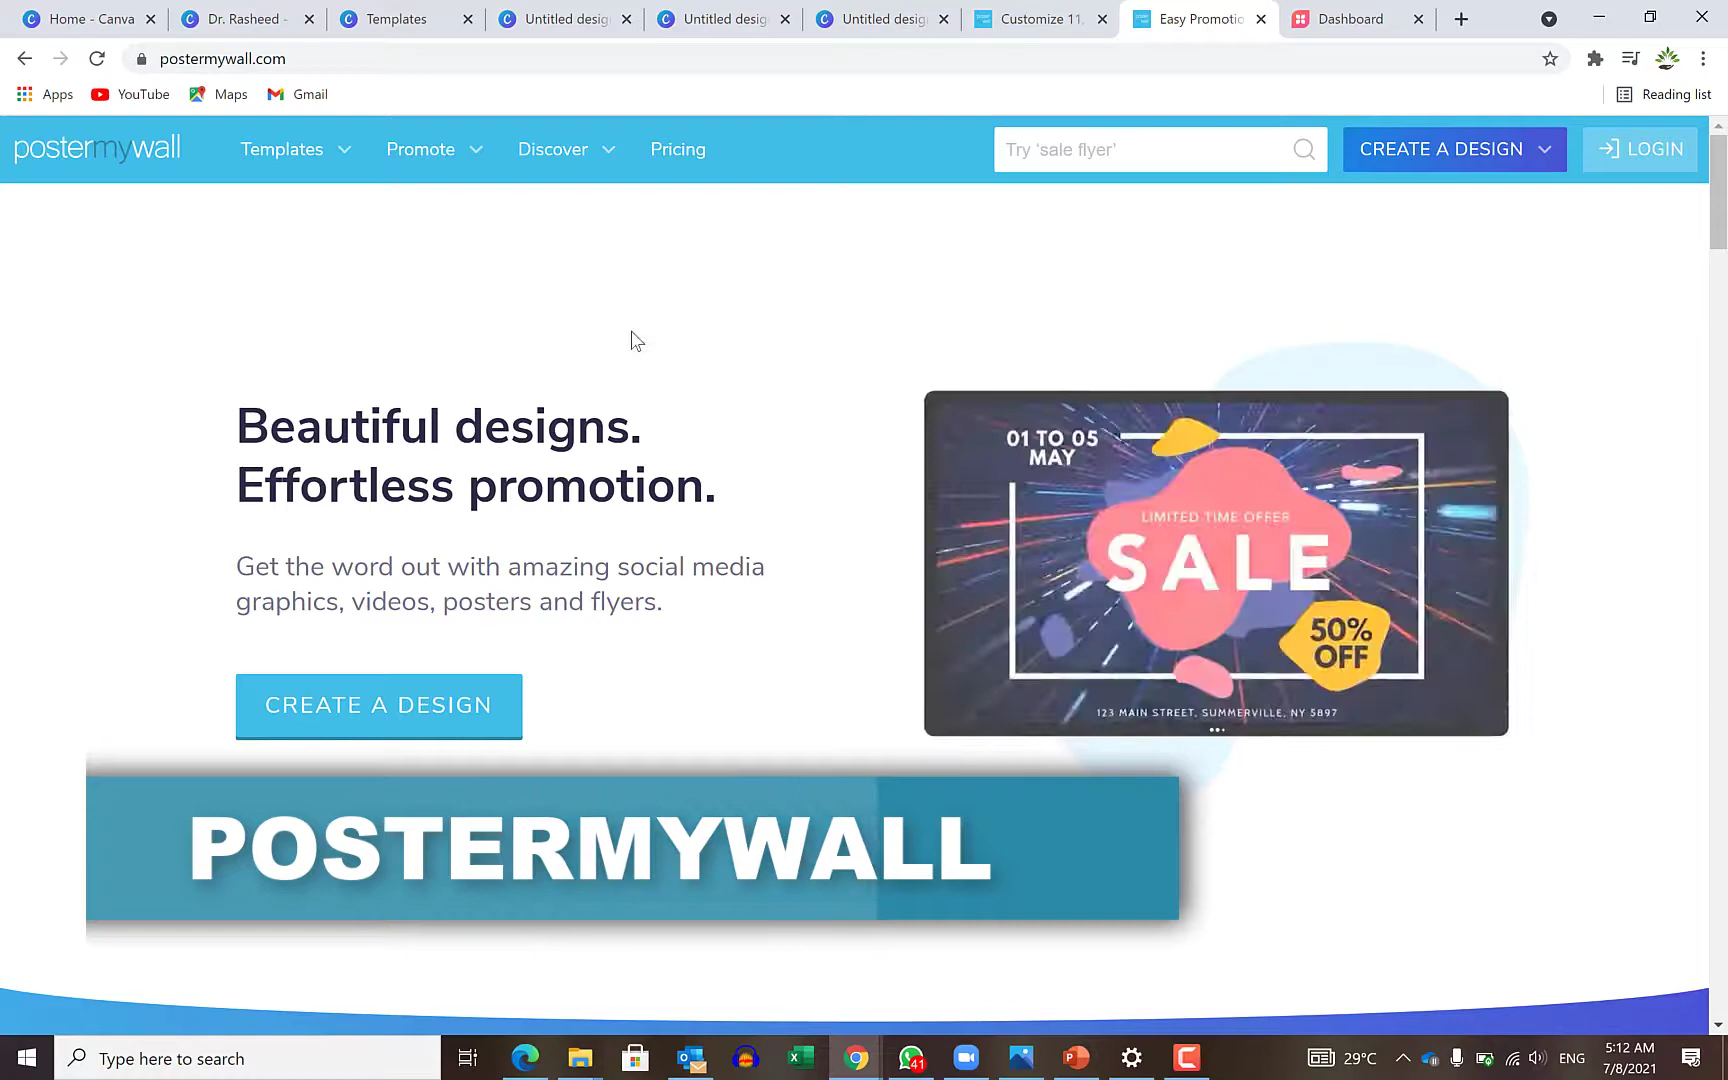 Home - Canva
Dr. Rasheed -
Templates
Untitled desig
Untitled desig
Untitled desig
Customize 11,
Easy Promotio
Dashboard
postermywall.com
Apps
YouTube
Maps
Gmail
Reading list
postermywall
Templates
Promote
Discover
Pricing
Try ‘sale flyer’
CREATE A DESIGN
LOGIN
Beautiful designs.
Effortless promotion.
Get the word out with amazing social media
graphics, videos, posters and flyers.
CREATE A DESIGN
01 TO 05
MAY
LIMITED TIME OFFER
SALE
50%
OFF
123 MAIN STREET, SUMMERVILLE, NY 5897
POSTERMYWALL
Type here to search
41
29°C
ENG
5:12 AM
7/8/2021